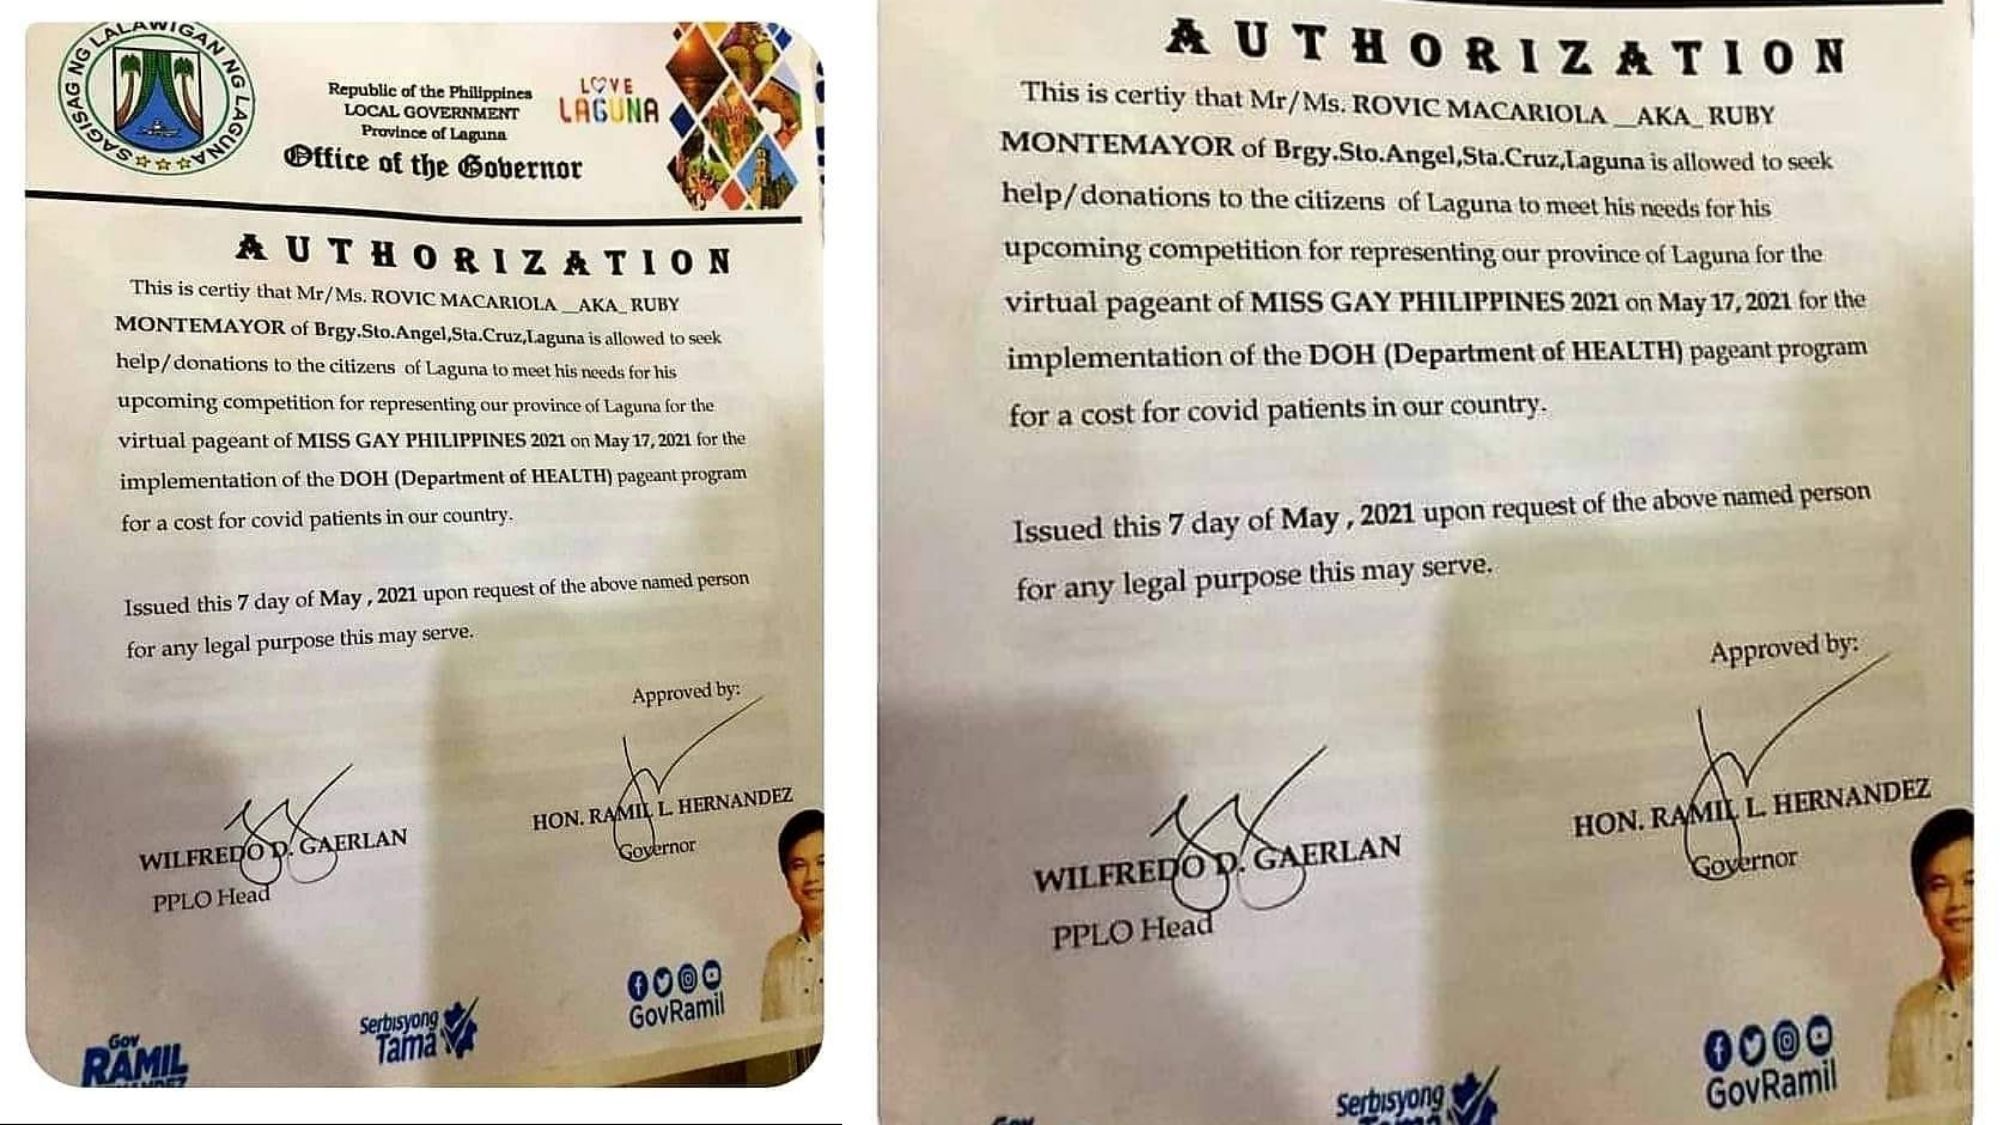 SAGISAG NG LALAWIGAN NG LAGUNA
Republic of the Philippines
LOCAL GOVERNMENT
Province of Laguna
Office of the Governor
LOVE
LAGUNA
AUTHORIZATION
This is certiy that Mr/Ms. ROVIC MACARIOLA __AKA_ RUBY
MONTEMAYOR of Brgy.Sto.Angel,Sta.Cruz,Laguna is allowed to seek
help/donations to the citizens of Laguna to meet his needs for his
upcoming competition for representing our province of Laguna for the
virtual pageant of MISS GAY PHILIPPINES 2021 on May 17, 2021 for the
implementation of the DOH (Department of HEALTH) pageant program
for a cost for covid patients in our country.
Issued this 7 day of May , 2021 upon request of the above named person
for any legal purpose this may serve.
Approved by:
WILFREDO D. GAERLAN
PPLO Head
HON. RAMIL L. HERNANDEZ
Governor
Gov
RAMIL
Serbisyong
Tama
GovRamil
AUTHORIZATION
This is certiy that Mr/Ms. ROVIC MACARIOLA __AKA_ RUBY
MONTEMAYOR of Brgy.Sto.Angel,Sta.Cruz,Laguna is allowed to seek
help/donations to the citizens of Laguna to meet his needs for his
upcoming competition for representing our province of Laguna for the
virtual pageant of MISS GAY PHILIPPINES 2021 on May 17, 2021 for the
implementation of the DOH (Department of HEALTH) pageant program
for a cost for covid patients in our country.
Issued this 7 day of May , 2021 upon request of the above named person
for any legal purpose this may serve.
Approved by:
WILFREDO D. GAERLAN
PPLO Head
HON. RAMIL L. HERNANDEZ
Governor
Serbisyong
GovRamil